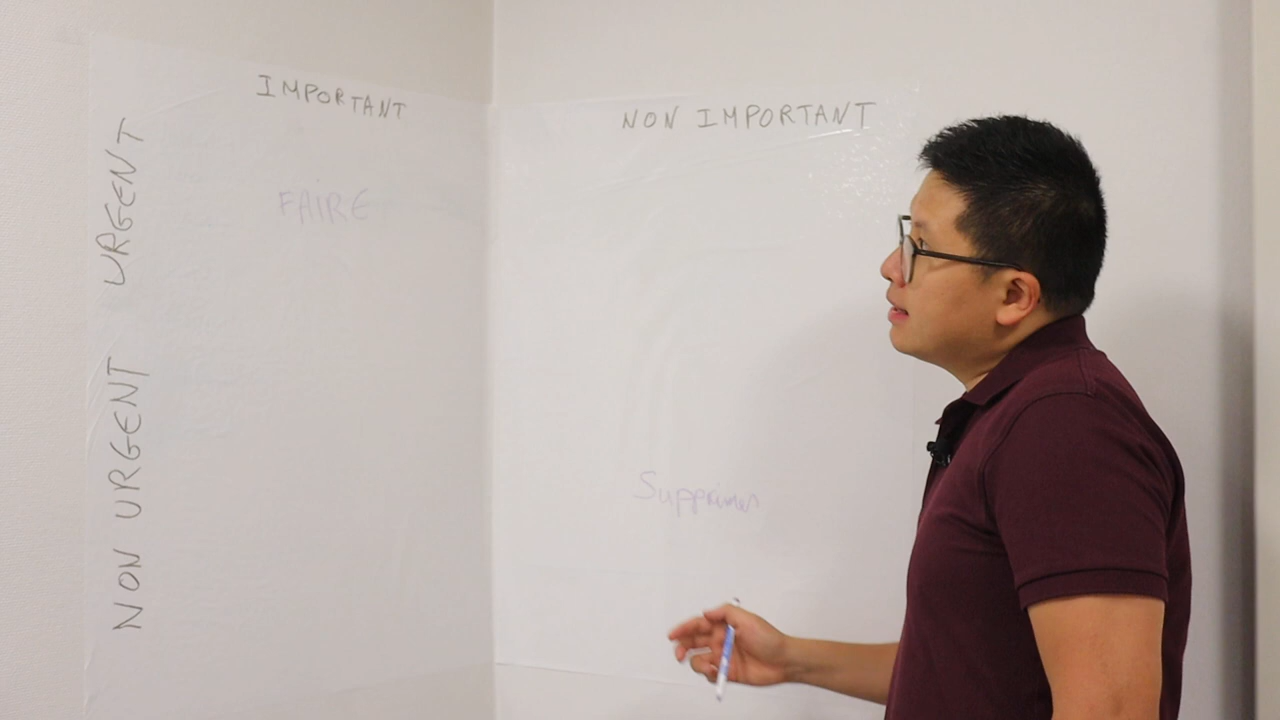 IMPORTANT
NON IMPORTANT
URGENT
FAIRE
NON URGENT
Supprimer